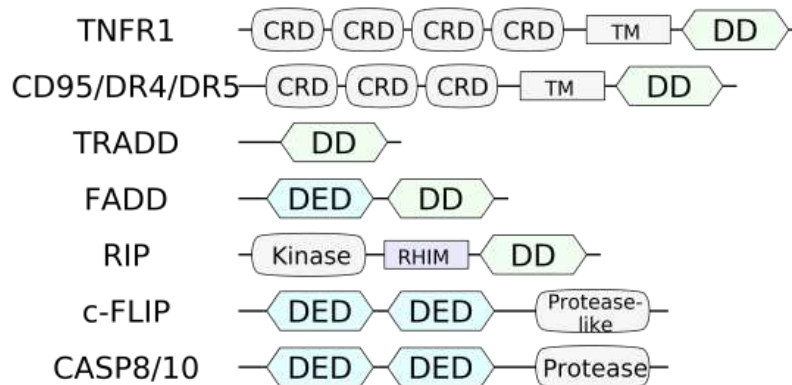 TNFR1 CRD CRD CRD CRD TM DD
CD95/DR4/DR5 CRD CRD CRD TM DD
TRADD DD
FADD DED DD
RIP Kinase RHIM DD
c-FLIP DED DED Protease-
like
CASP8/10 DED DED Protease